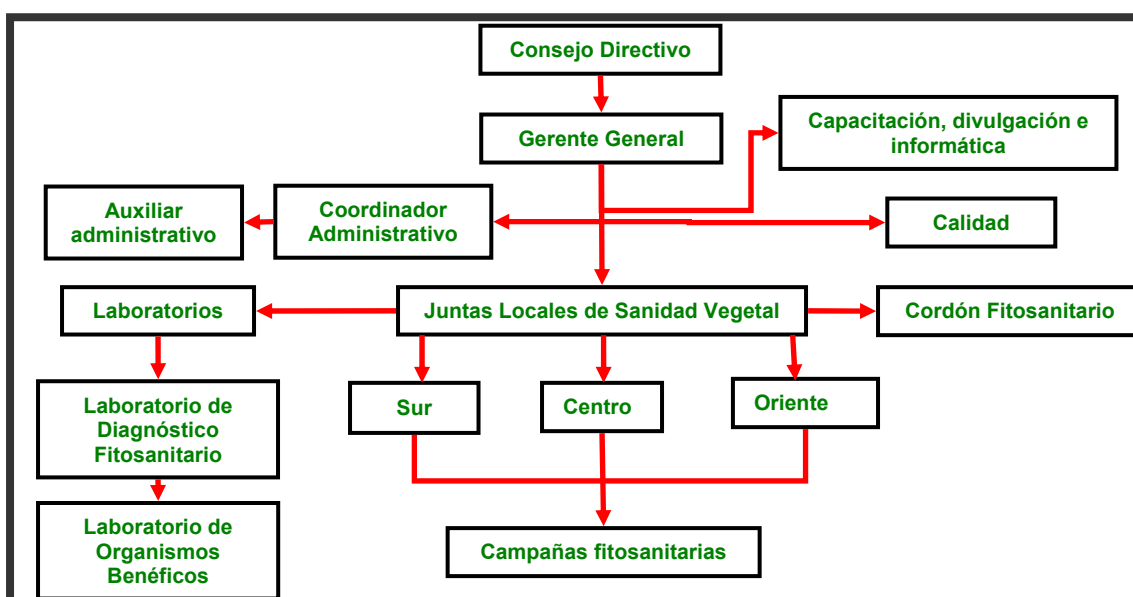 Consejo Directivo
Gerente General
Capacitación, divulgación e
informática
Auxiliar
administrativo
Coordinador
Administrativo
Calidad
Laboratorios
Juntas Locales de Sanidad Vegetal
Cordón Fitosanitario
Laboratorio de
Diagnóstico
Fitosanitario
Sur
Centro
Oriente
Laboratorio de
Organismos
Benéficos
Campañas fitosanitarias